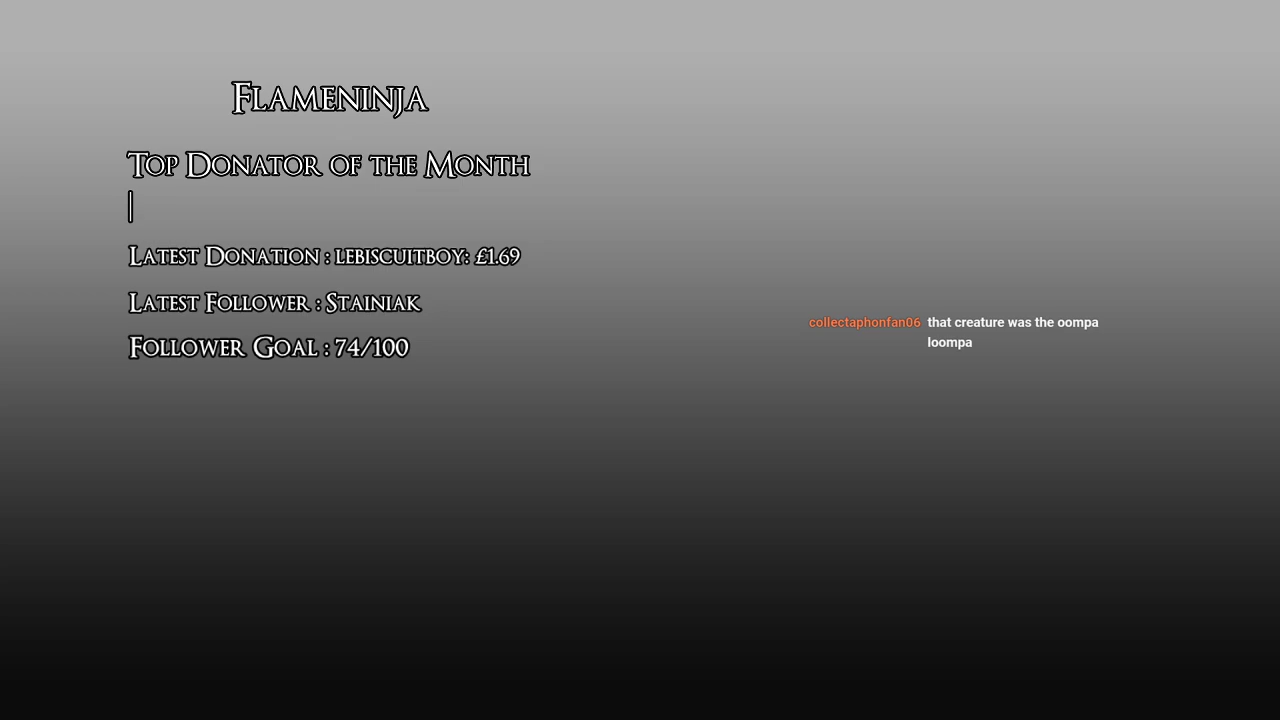 Flameninja
Top Donator of the Month
|
Latest Donation : lebiscuitboy: £1.69
Latest Follower : Stainiak
Follower Goal : 74/100
collectaphonfan06 that creature was the oompa
loompa